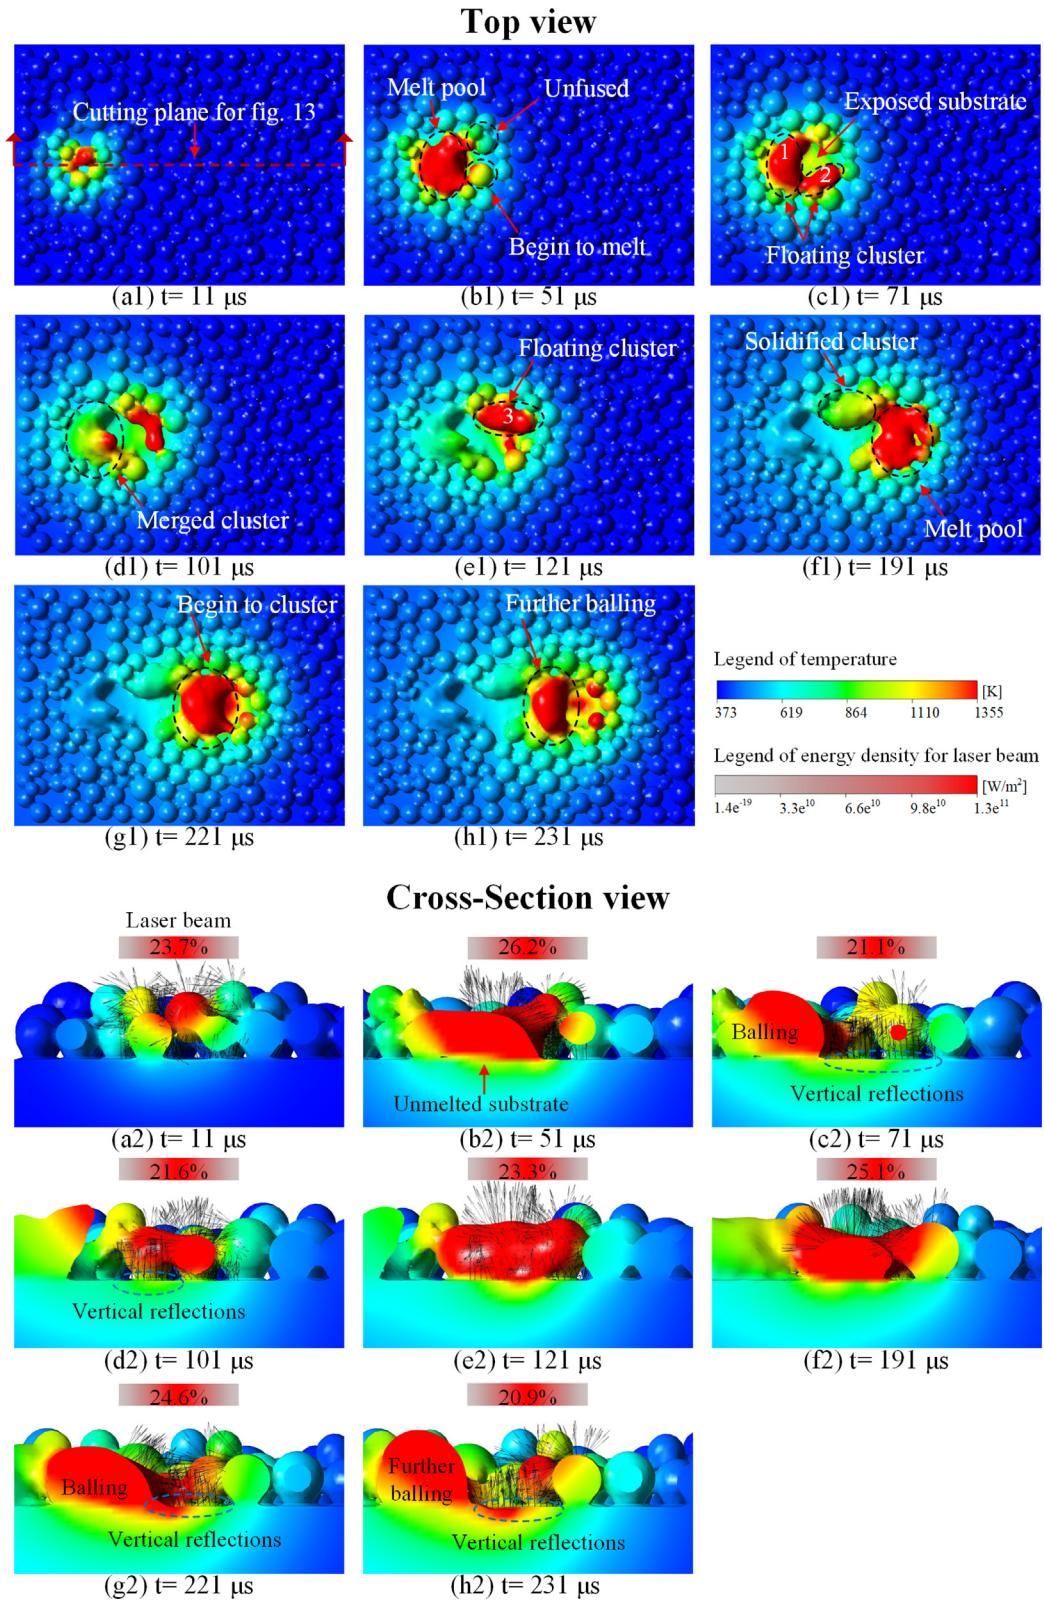 Top view
Cutting plane for fig. 13
Melt pool
Unfused
Begin to melt
Exposed substrate
1
2
Floating cluster
(a1) t= 11 μs
(b1) t= 51 μs
(c1) t= 71 μs
Merged cluster
Floating cluster
3
Solidified cluster
Melt pool
(d1) t= 101 μs
(e1) t= 121 μs
(f1) t= 191 μs
Begin to cluster
Further balling
Legend of temperature
[K]
373 619 864 1110 1355
Legend of energy density for laser beam
[W/m²]
1.4e⁻¹⁹ 3.3e¹⁰ 6.6e¹⁰ 9.8e¹⁰ 1.3e¹¹
(g1) t= 221 μs
(h1) t= 231 μs
Cross-Section view
Laser beam
23.7%
26.2%
21.1%
Unmelted substrate
Balling
Vertical reflections
(a2) t= 11 μs
(b2) t= 51 μs
(c2) t= 71 μs
21.6%
23.3%
25.1%
Vertical reflections
(d2) t= 101 μs
(e2) t= 121 μs
(f2) t= 191 μs
24.6%
20.9%
Balling
Vertical reflections
Further
balling
Vertical reflections
(g2) t= 221 μs
(h2) t= 231 μs